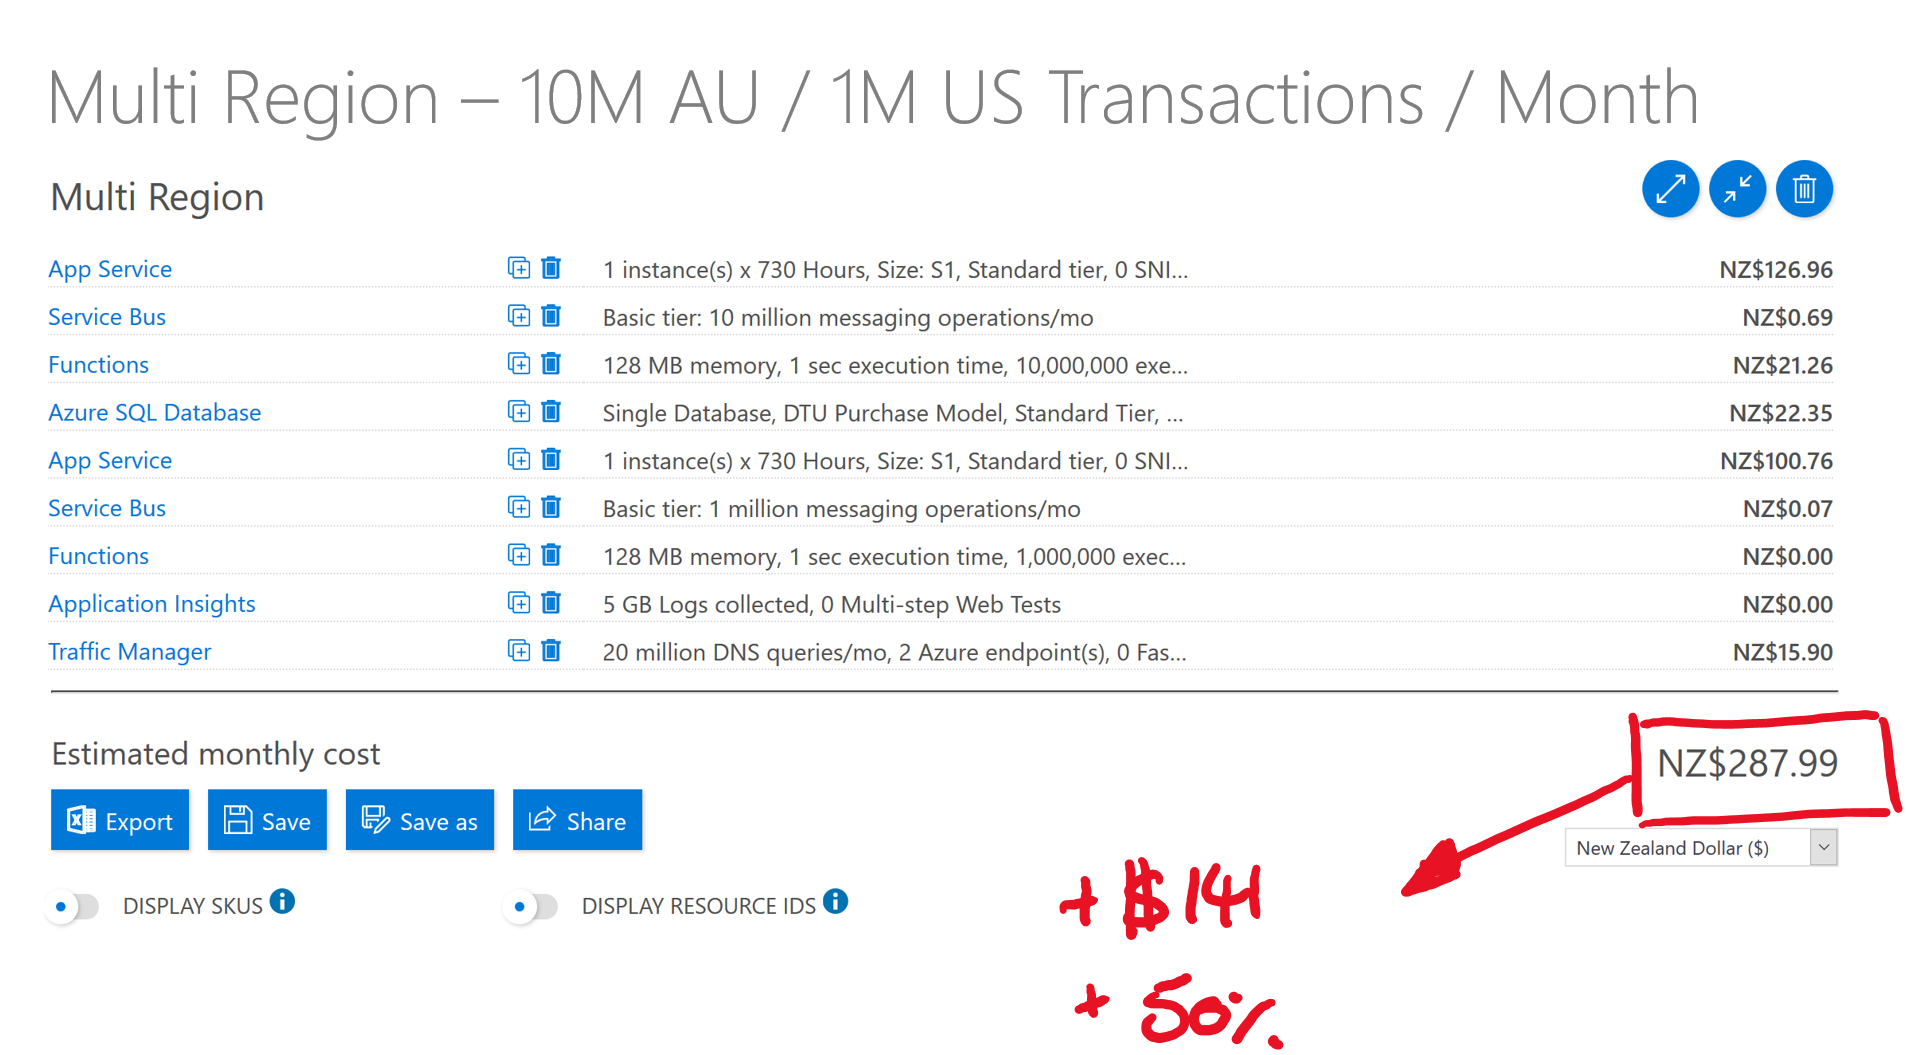 Multi Region – 10M AU / 1M US Transactions / Month
Multi Region
App Service 1 instance(s) x 730 Hours, Size: S1, Standard tier, 0 SNI... NZ$126.96
Service Bus Basic tier: 10 million messaging operations/mo NZ$0.69
Functions 128 MB memory, 1 sec execution time, 10,000,000 exe... NZ$21.26
Azure SQL Database Single Database, DTU Purchase Model, Standard Tier, ... NZ$22.35
App Service 1 instance(s) x 730 Hours, Size: S1, Standard tier, 0 SNI... NZ$100.76
Service Bus Basic tier: 1 million messaging operations/mo NZ$0.07
Functions 128 MB memory, 1 sec execution time, 1,000,000 exec... NZ$0.00
Application Insights 5 GB Logs collected, 0 Multi-step Web Tests NZ$0.00
Traffic Manager 20 million DNS queries/mo, 2 Azure endpoint(s), 0 Fas... NZ$15.90
Estimated monthly cost NZ$287.99
Export Save Save as Share
New Zealand Dollar ($)
DISPLAY SKUS DISPLAY RESOURCE IDS
+ $141
+ 50%